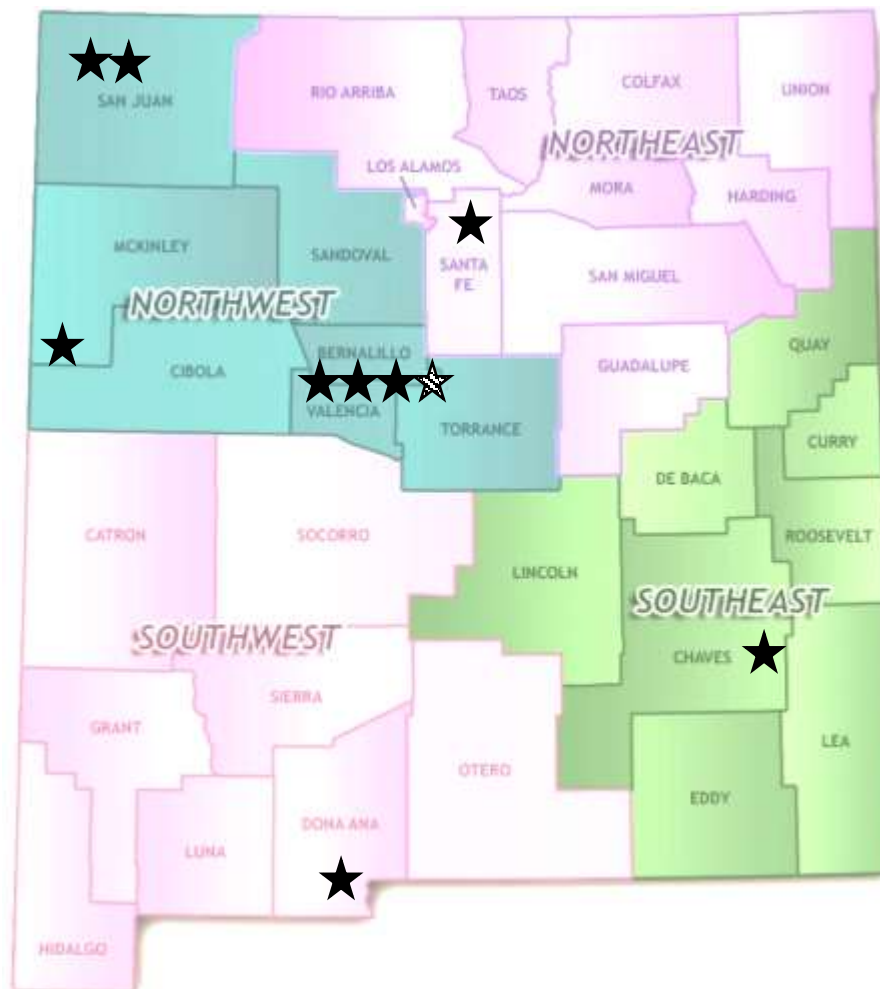 SAN JUAN
RIO ARRIBA
TAOS
COLFAX
UNION
NORTHEAST
LOS ALAMOS
MORA
HARDING
MCKINLEY
SANDOVAL
SANTA
FE
SAN MIGUEL
NORTHWEST
BERNALILLO
QUAY
CIBOLA
GUADALUPE
VALENCIA
TORRANCE
CURRY
DE BACA
CATRON
SOCORRO
ROOSEVELT
LINCOLN
SOUTHEAST
SOUTHWEST
CHAVES
SIERRA
GRANT
LEA
OTERO
EDDY
DONA ANA
LUNA
HIDALGO